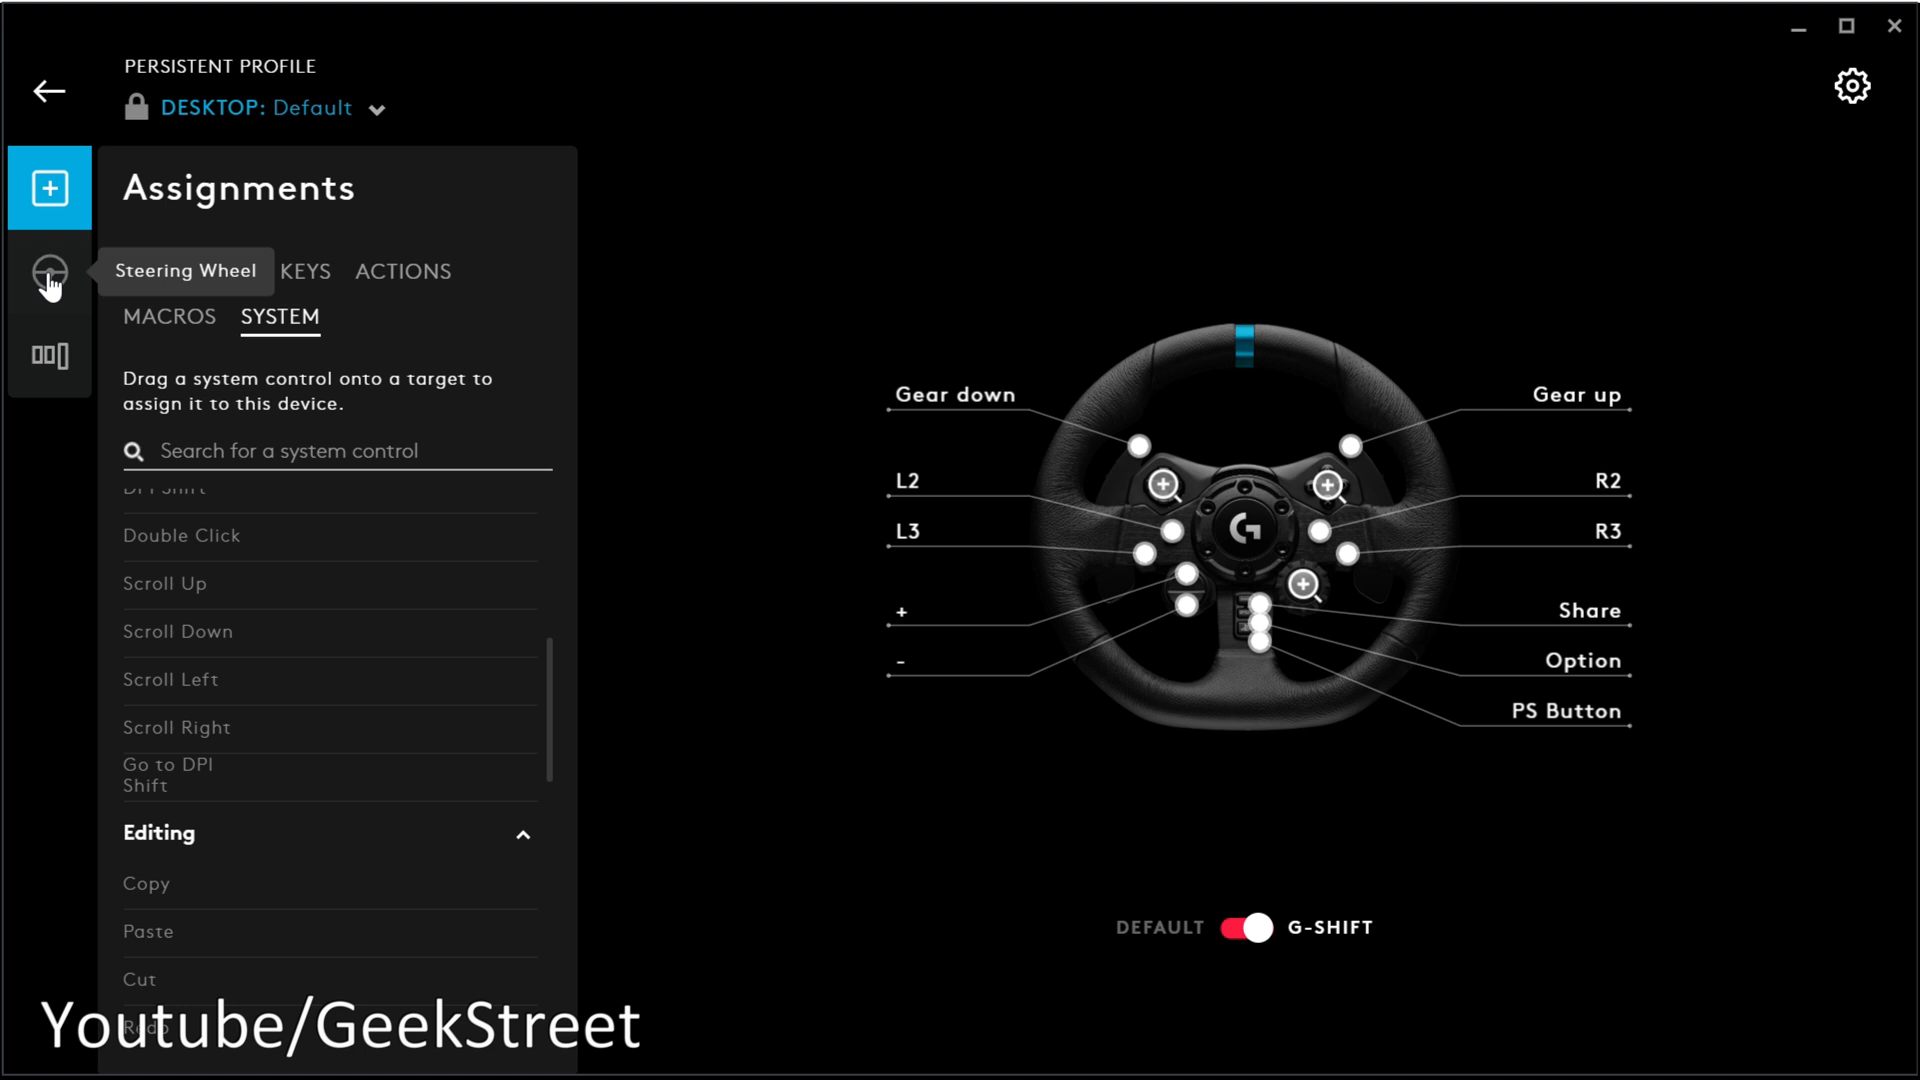 PERSISTENT PROFILE
DESKTOP: Default
Assignments
Steering Wheel
KEYS ACTIONS
MACROS SYSTEM
Drag a system control onto a target to
assign it to this device.
Search for a system control
DPI Shift
Double Click
Scroll Up
Scroll Down
Scroll Left
Scroll Right
Go to DPI
Shift
Editing
Copy
Paste
Cut
Redo
Youtube/GeekStreet
Gear down
L2
L3
+
-
Gear up
R2
R3
Share
Option
PS Button
DEFAULT G-SHIFT